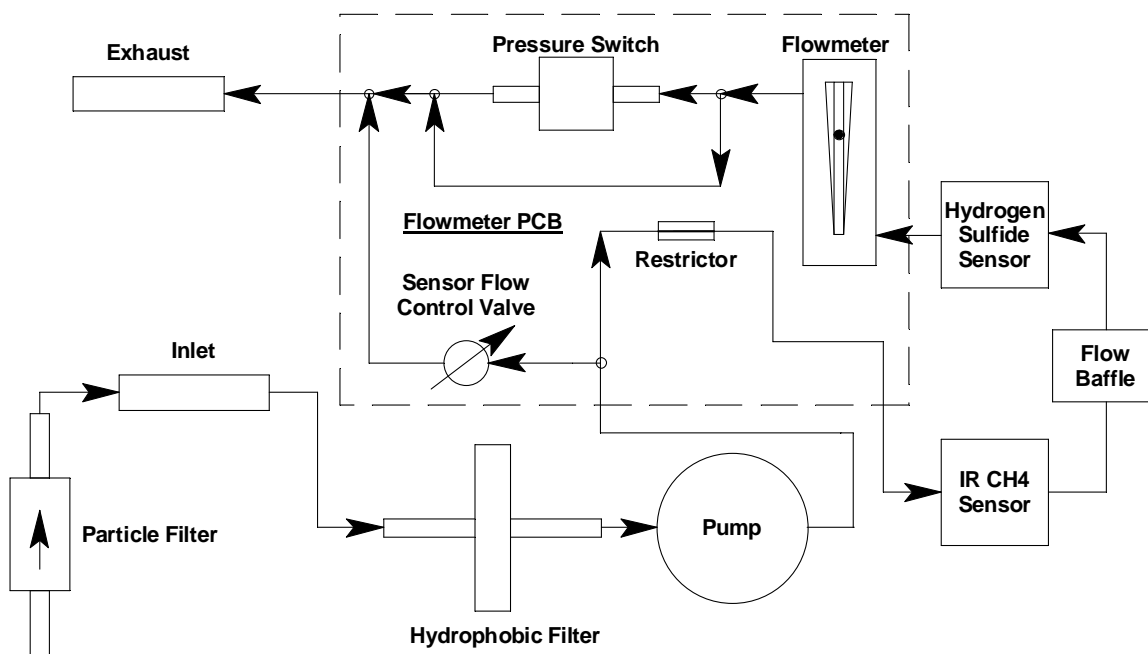 Exhaust
Pressure Switch
Flowmeter
Flowmeter PCB
Restrictor
Hydrogen
Sulfide
Sensor
Sensor Flow
Control Valve
Inlet
Flow
Baffle
Particle Filter
Pump
IR CH4
Sensor
Hydrophobic Filter